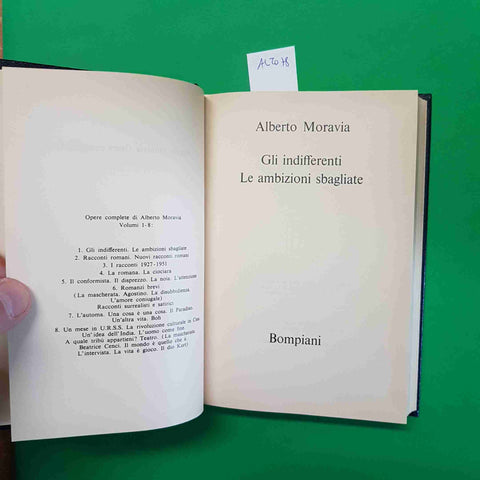 ALTO 78
Opere complete di Alberto Moravia
Volumi 1-8:
1. Gli indifferenti. Le ambizioni sbagliate
2. Racconti romani. Nuovi racconti romani
3. I racconti 1927-1951
4. La romana. La ciociara
5. Il conformista. Il disprezzo. La noia. L'attenzione
6. Romanzi brevi
(La mascherata. Agostino. La disubbidienza.
L'amore coniugale)
Racconti surrealisti e satirici
7. L'automa. Una cosa è una cosa. Il Paradiso.
Un'altra vita. Boh
8. Un mese in U.R.S.S. La rivoluzione culturale in Cina
Un'idea dell'India. L'uomo come fine
A quale tribù appartieni? Teatro. (La mascherata
Beatrice Cenci. Il mondo è quello che è
L'intervista. La vita è gioco. Il dio Kurt)
Alberto Moravia
Gli indifferenti
Le ambizioni sbagliate
Bompiani